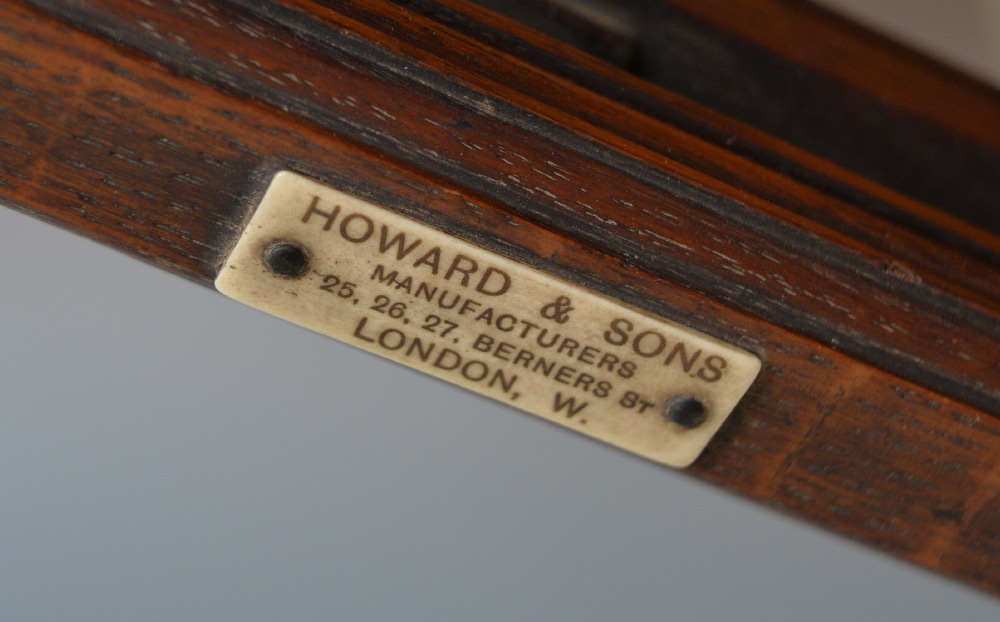 HOWARD & SONS
MANUFACTURERS
25, 26, 27. BERNERS ST
LONDON, W.